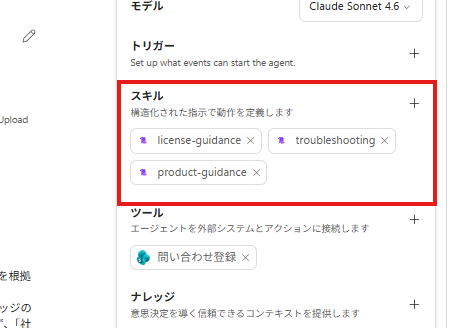 モデル
Claude Sonnet 4.6
トリガー
Set up what events can start the agent.
Upload
スキル
構造化された指示で動作を定義します
license-guidance
troubleshooting
product-guidance
ツール
エージェントを外部システムとアクションに接続します
問い合わせ登録
を根拠
ナレッジ
ッジの
意思決定を導く信頼できるコンテキストを提供します